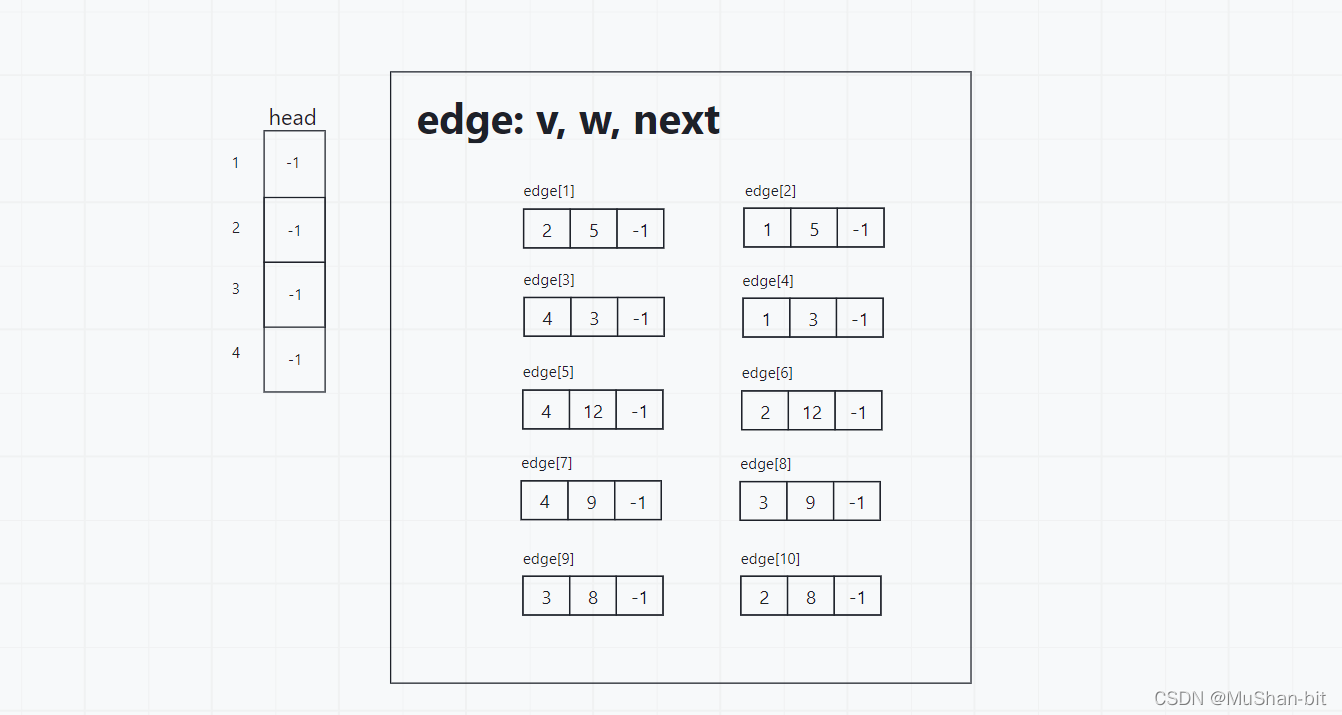 head
1 -1
2 -1
3 -1
4 -1
edge: v, w, next
edge[1] edge[2]
2 5 -1 1 5 -1
edge[3] edge[4]
4 3 -1 1 3 -1
edge[5] edge[6]
4 12 -1 2 12 -1
edge[7] edge[8]
4 9 -1 3 9 -1
edge[9] edge[10]
3 8 -1 2 8 -1
CSDN @MuShan-bit